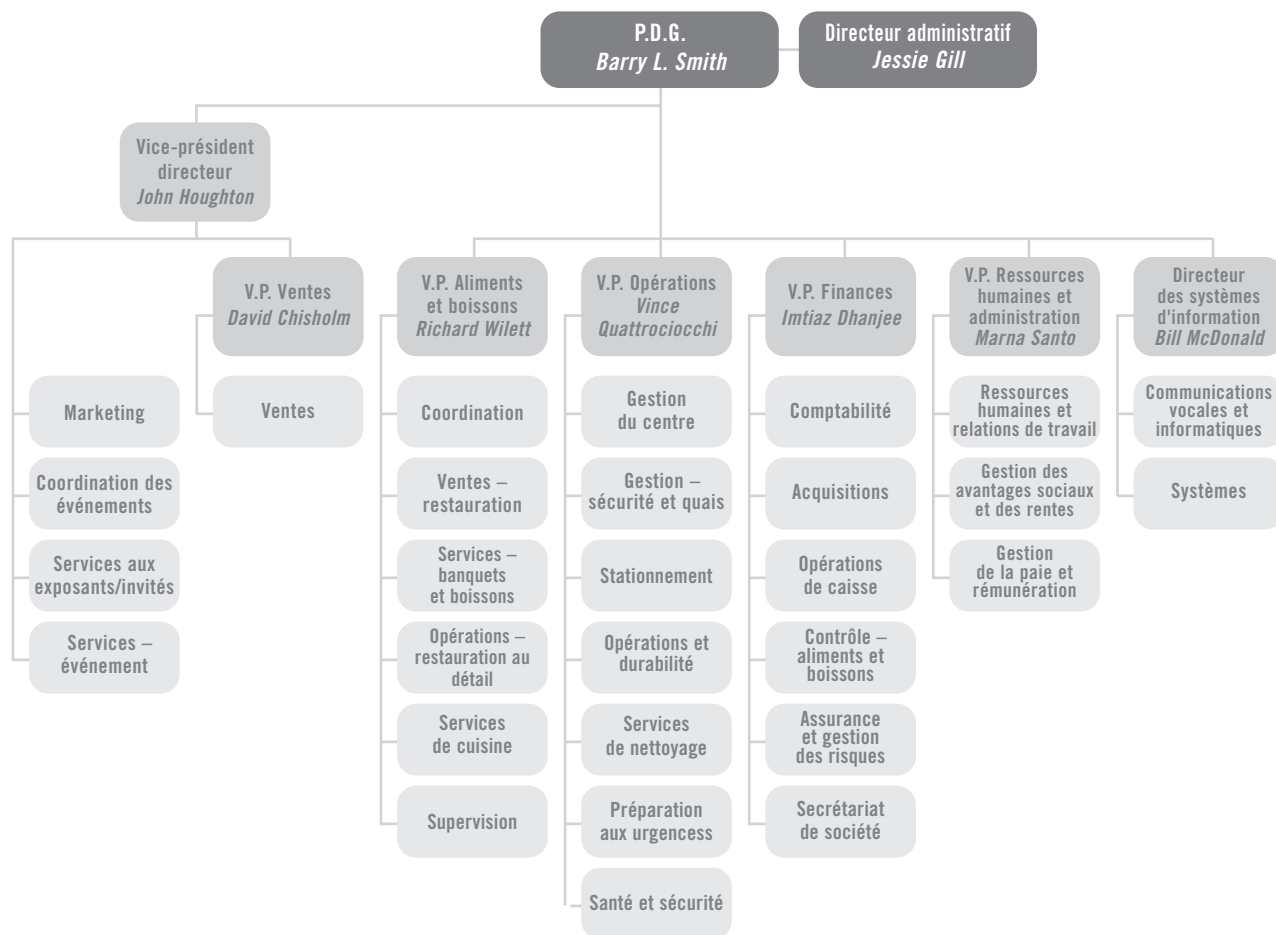 P.D.G.
Barry L. Smith
Directeur administratif
Jessie Gill
Vice-président
directeur
John Houghton
V.P. Ventes
David Chisholm
V.P. Aliments
et boissons
Richard Wilett
V.P. Opérations
Vince
Quattrociocchi
V.P. Finances
Imtiaz Dhanjee
V.P. Ressources
humaines et
administration
Marna Santo
Directeur
des systèmes
d'information
Bill McDonald
Marketing
Coordination des
événements
Services aux
exposants/invités
Services –
événement
Ventes
Coordination
Ventes –
restauration
Services –
banquets
et boissons
Opérations –
restauration au
détail
Services
de cuisine
Supervision
Gestion
du centre
Gestion –
sécurité et quais
Stationnement
Opérations et
durabilité
Services
de nettoyage
Préparation
aux urgencess
Santé et sécurité
Comptabilité
Acquisitions
Opérations
de caisse
Contrôle –
aliments et
boissons
Assurance
et gestion
des risques
Secrétariat
de société
Ressources
humaines et
relations de travail
Gestion des
avantages sociaux
et des rentes
Gestion
de la paie et
rémunération
Communications
vocales et
informatiques
Systèmes